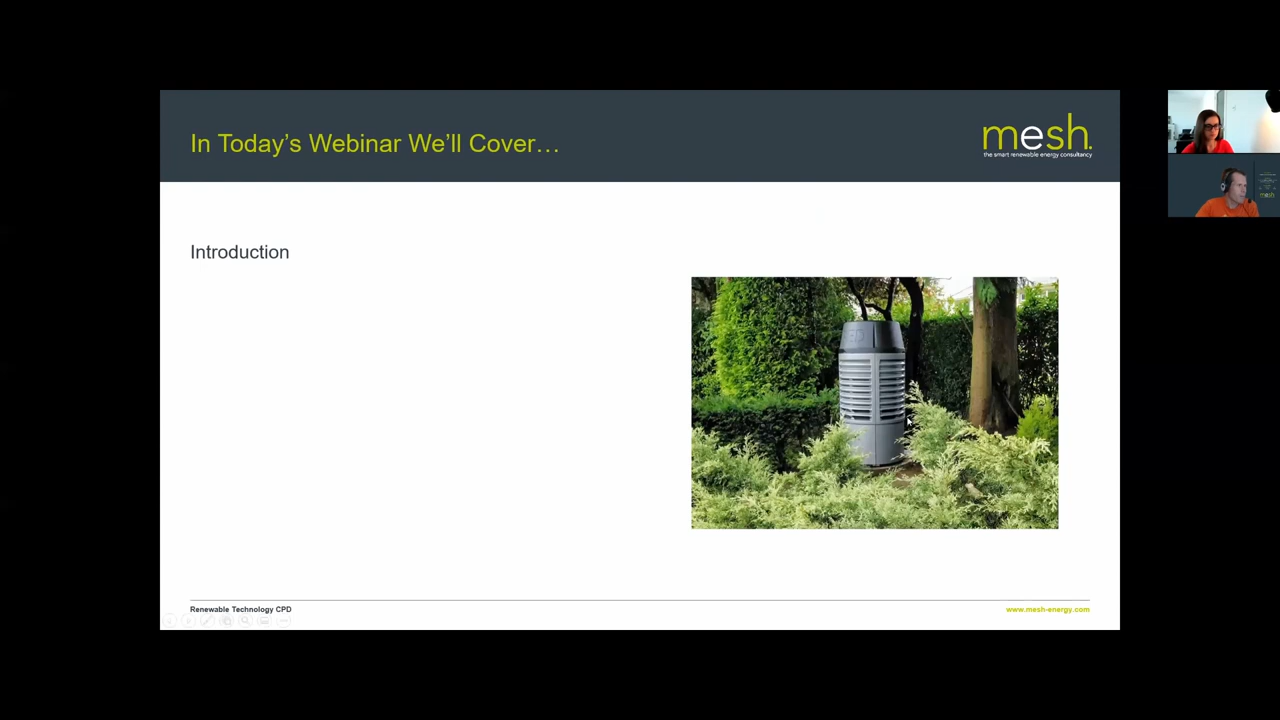 In Today's Webinar We'll Cover…
mesh.
the smart renewable energy consultancy
Introduction
Renewable Technology CPD
www.mesh-energy.com
mesh